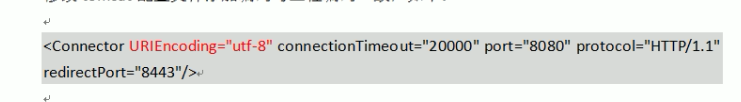 <Connector URIEncoding="utf-8" connectionTimeout="20000" port="8080" protocol="HTTP/1.1"
redirectPort="8443"/>